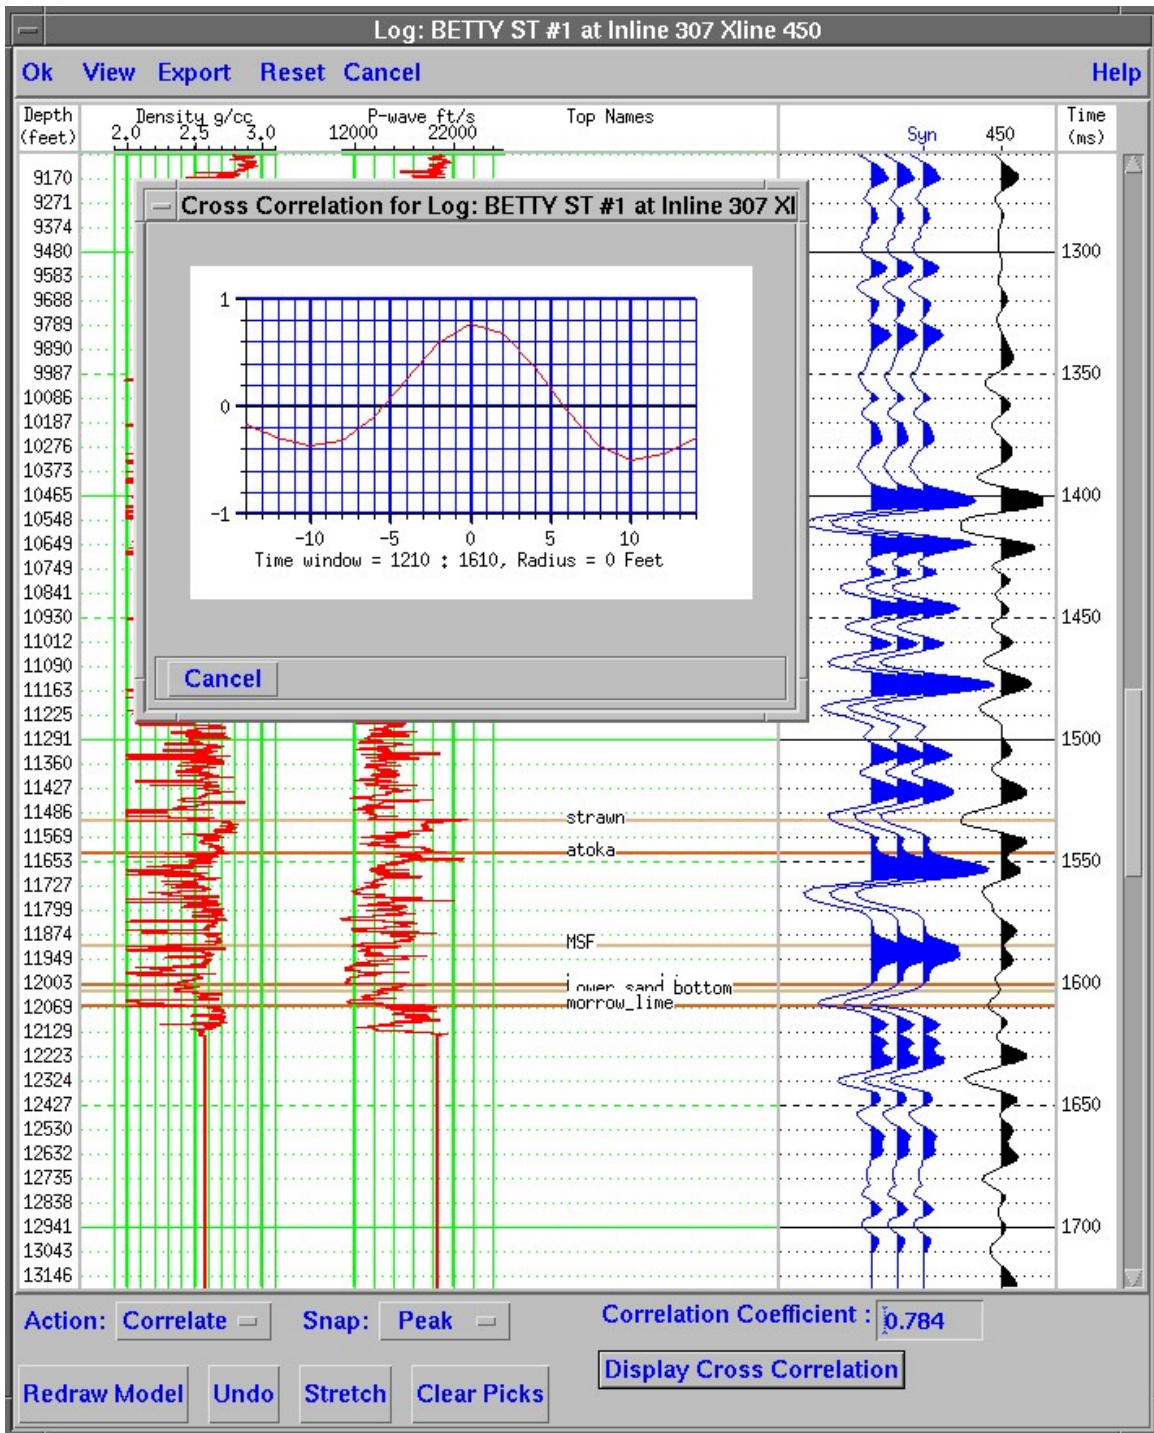 Log: BETTY ST #1 at Inline 307 Xline 450
Ok View Export Reset Cancel Help
Depth (feet)
Density g/cc
2.0 2.5 3.0
P-wave ft/s
12000 22000
Top Names
Syn 450
Time (ms)
9170
9271
9374
9480
9583
9688
9789
9890
9987
10086
10187
10276
10373
10465
10548
10649
10749
10841
10930
11012
11090
11163
11225
11291
11360
11427
11486
11569
11653
11727
11799
11874
11949
12003
12069
12129
12223
12324
12427
12530
12632
12735
12838
12941
13043
13146
Cross Correlation for Log: BETTY ST #1 at Inline 307 Xl
1
0
-1
-10 -5 0 5 10
Time window = 1210 : 1610, Radius = 0 Feet
Cancel
strawn
atoka
MSF
Lower sand bottom
morrow_lime
1300
1350
1400
1450
1500
1550
1600
1650
1700
Action: Correlate Snap: Peak Correlation Coefficient : 0.784
Display Cross Correlation
Redraw Model Undo Stretch Clear Picks